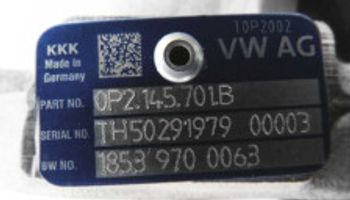 10P2002
KKK
Made in
Germany
VW AG
PART NO. 0P2.145.701.B
SERIAL NO. TH50291979 00003
BW NO. 1853 970 0063